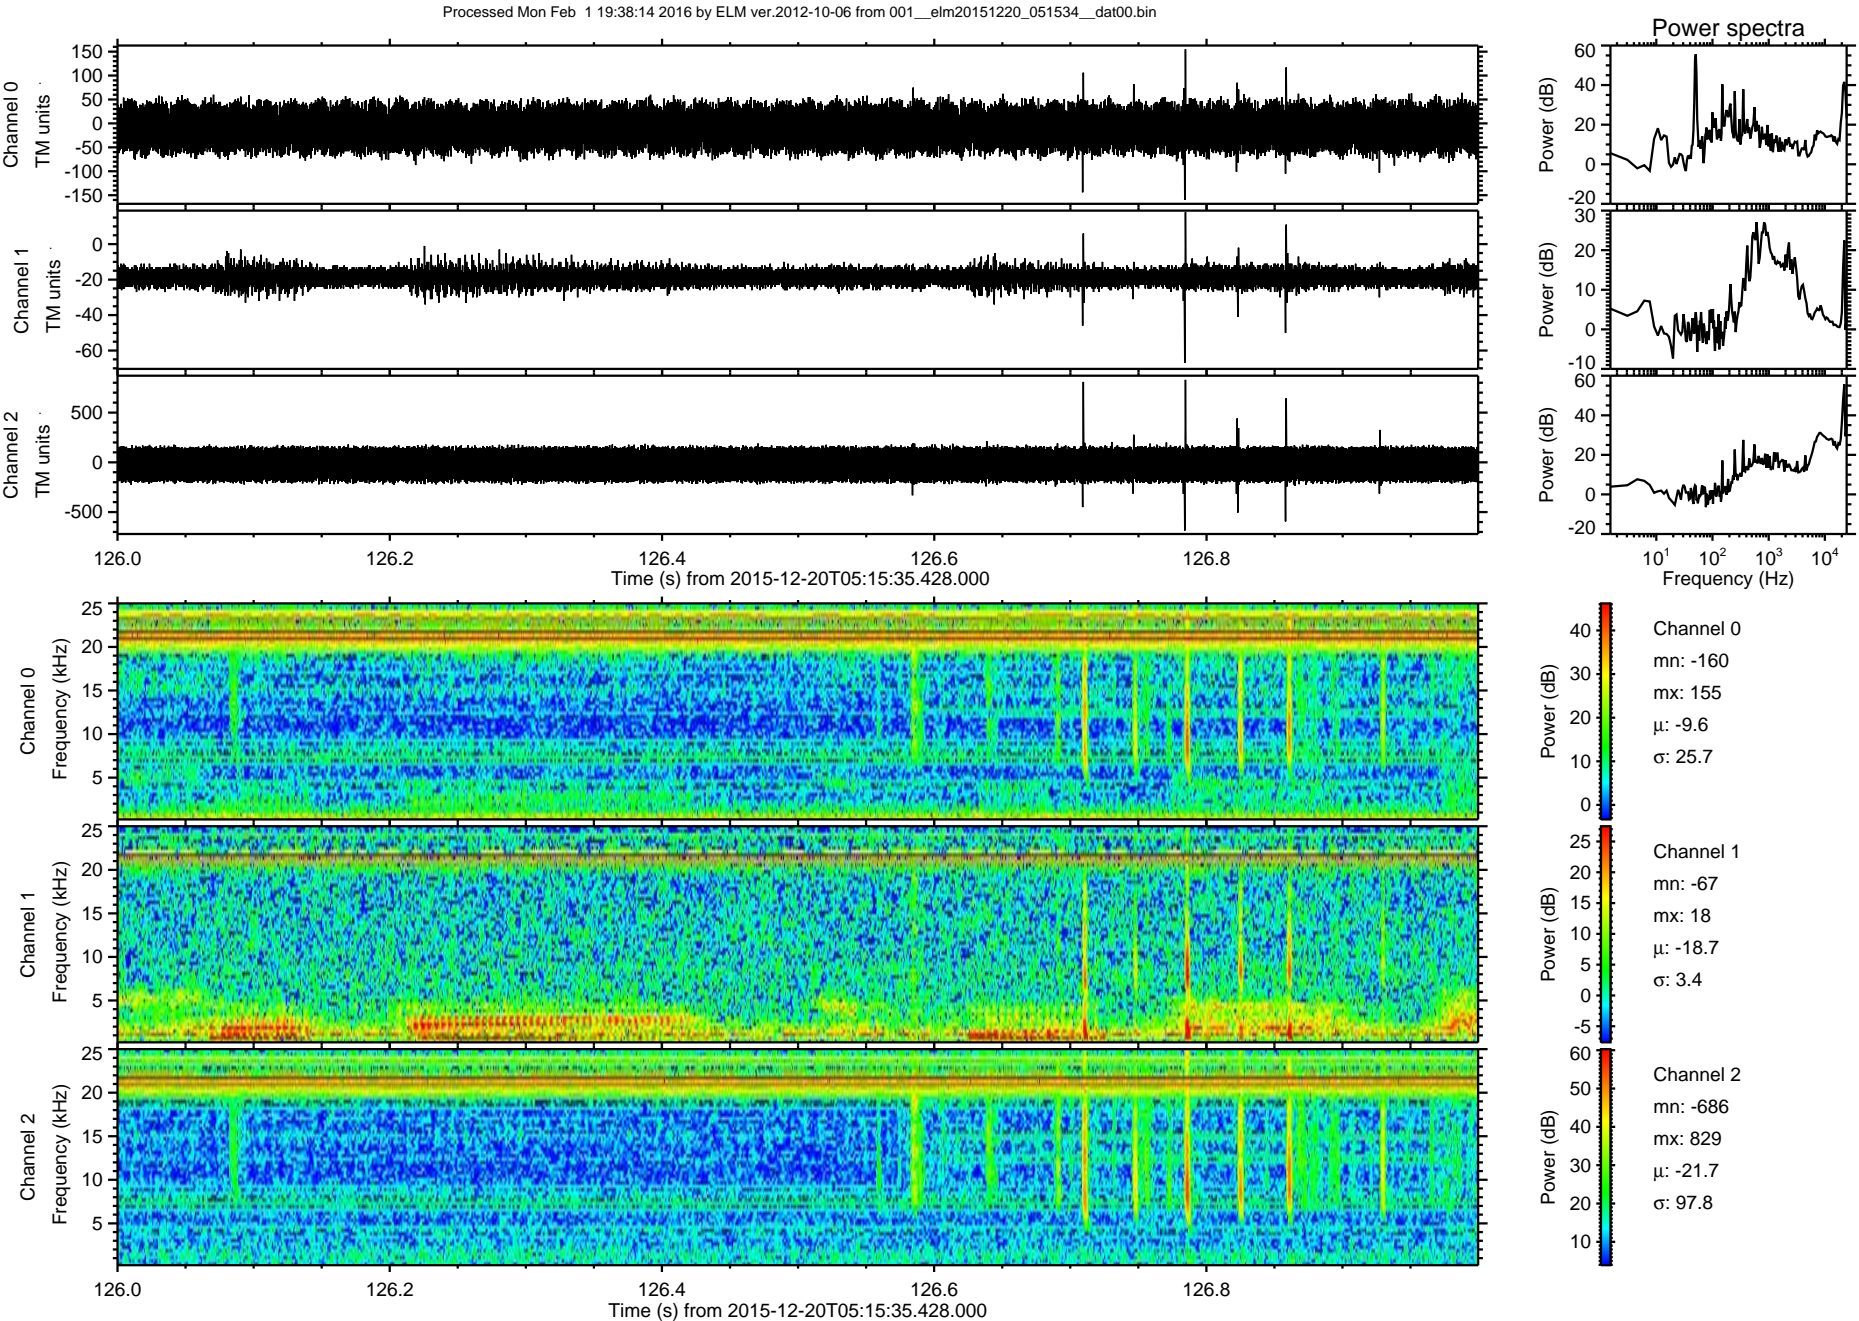 Processed Mon Feb  1 19:38:14 2016 by ELM ver.2012-10-06 from 001__elm20151220_051534__dat00.bin
Power spectra
Channel 0
TM units
150
100
50
0
-50
-100
-150
Power (dB)
60
40
20
0
-20
Channel 1
TM units
0
-20
-40
-60
Power (dB)
30
20
10
0
-10
Channel 2
TM units
500
0
-500
Power (dB)
60
40
20
0
-20
126.0
126.2
126.4
126.6
126.8
Time (s) from 2015-12-20T05:15:35.428.000
10^1
10^2
10^3
10^4
Frequency (Hz)
Channel 0
Frequency (kHz)
25
20
15
10
5
Power (dB)
40
30
20
10
0
Channel 0
mn: -160
mx: 155
μ: -9.6
σ: 25.7
Channel 1
Frequency (kHz)
25
20
15
10
5
Power (dB)
25
20
15
10
5
0
-5
Channel 1
mn: -67
mx: 18
μ: -18.7
σ: 3.4
Channel 2
Frequency (kHz)
25
20
15
10
5
Power (dB)
60
50
40
30
20
10
Channel 2
mn: -686
mx: 829
μ: -21.7
σ: 97.8
126.0
126.2
126.4
126.6
126.8
Time (s) from 2015-12-20T05:15:35.428.000